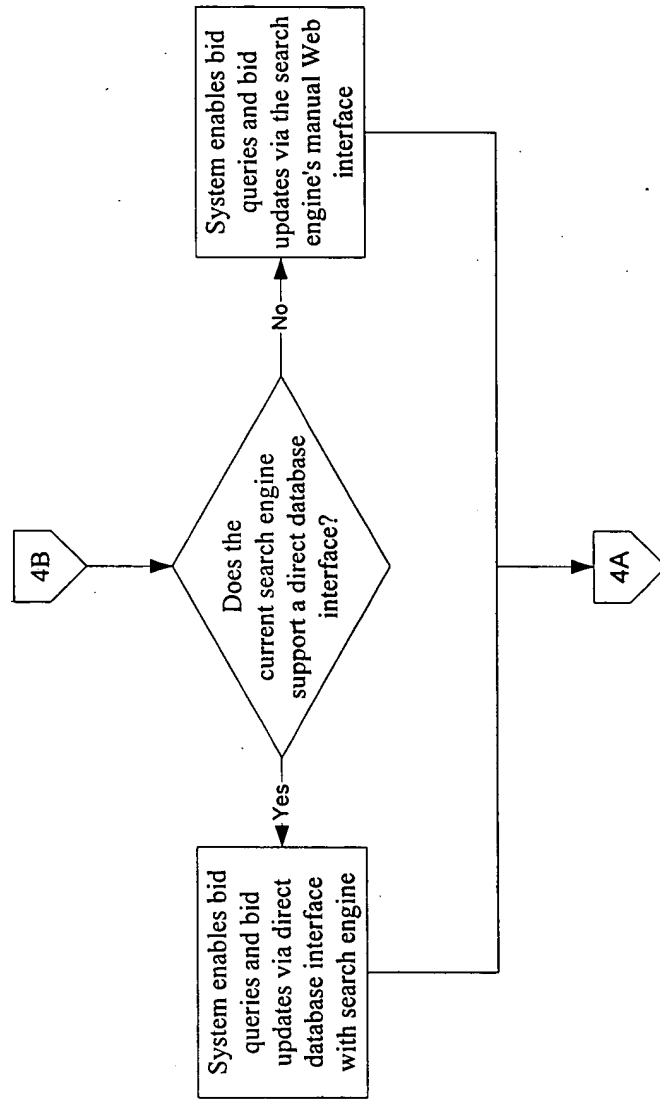 4B
Does the
current search engine
support a direct database
interface?
Yes
No
System enables bid
queries and bid
updates via direct
database interface
with search engine
System enables bid
queries and bid
updates via the search
engine's manual Web
interface
4A